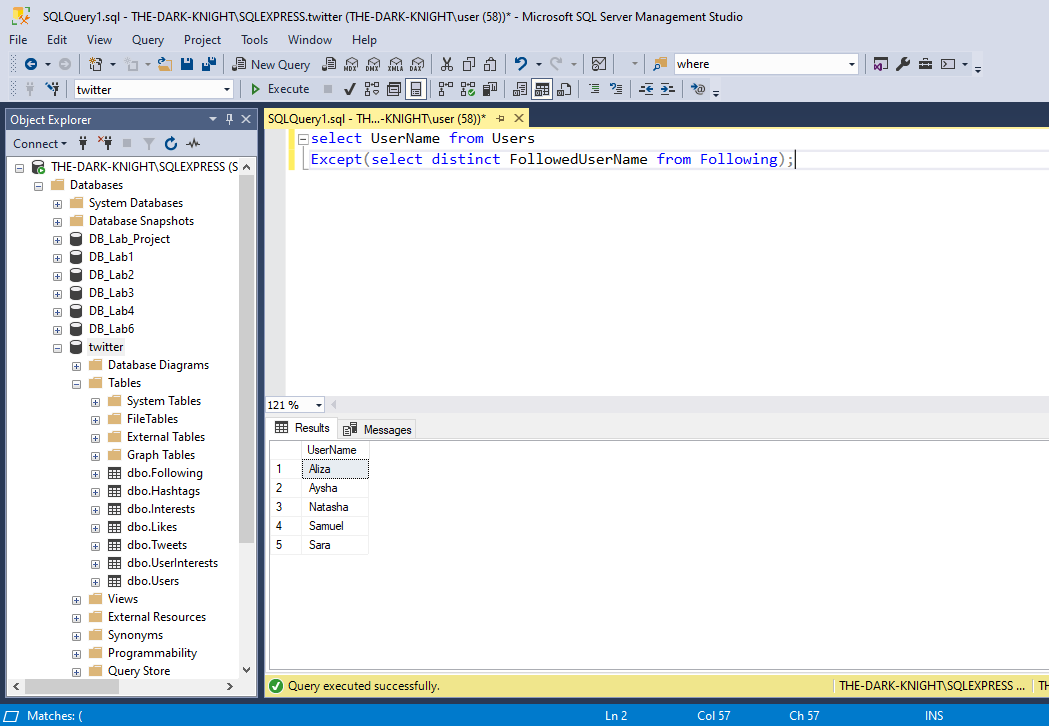 SQLQuery1.sql - THE-DARK-KNIGHT\SQLEXPRESS.twitter (THE-DARK-KNIGHT\user (58))* - Microsoft SQL Server Management Studio
File Edit View Query Project Tools Window Help
New Query MDX DMX XMLA DAX where
twitter Execute
Object Explorer
Connect
THE-DARK-KNIGHT\SQLEXPRESS (S
Databases
System Databases
Database Snapshots
DB_Lab_Project
DB_Lab1
DB_Lab2
DB_Lab3
DB_Lab4
DB_Lab6
twitter
Database Diagrams
Tables
System Tables
FileTables
External Tables
Graph Tables
dbo.Following
dbo.Hashtags
dbo.Interests
dbo.Likes
dbo.Tweets
dbo.UserInterests
dbo.Users
Views
External Resources
Synonyms
Programmability
Query Store
SQLQuery1.sql - TH...-KNIGHT\user (58))*
select UserName from Users
Except(select distinct FollowedUserName from Following);
121 %
Results Messages
UserName
1 Aliza
2 Aysha
3 Natasha
4 Samuel
5 Sara
Query executed successfully. THE-DARK-KNIGHT\SQLEXPRESS ... TH
Matches: ( Ln 2 Col 57 Ch 57 INS